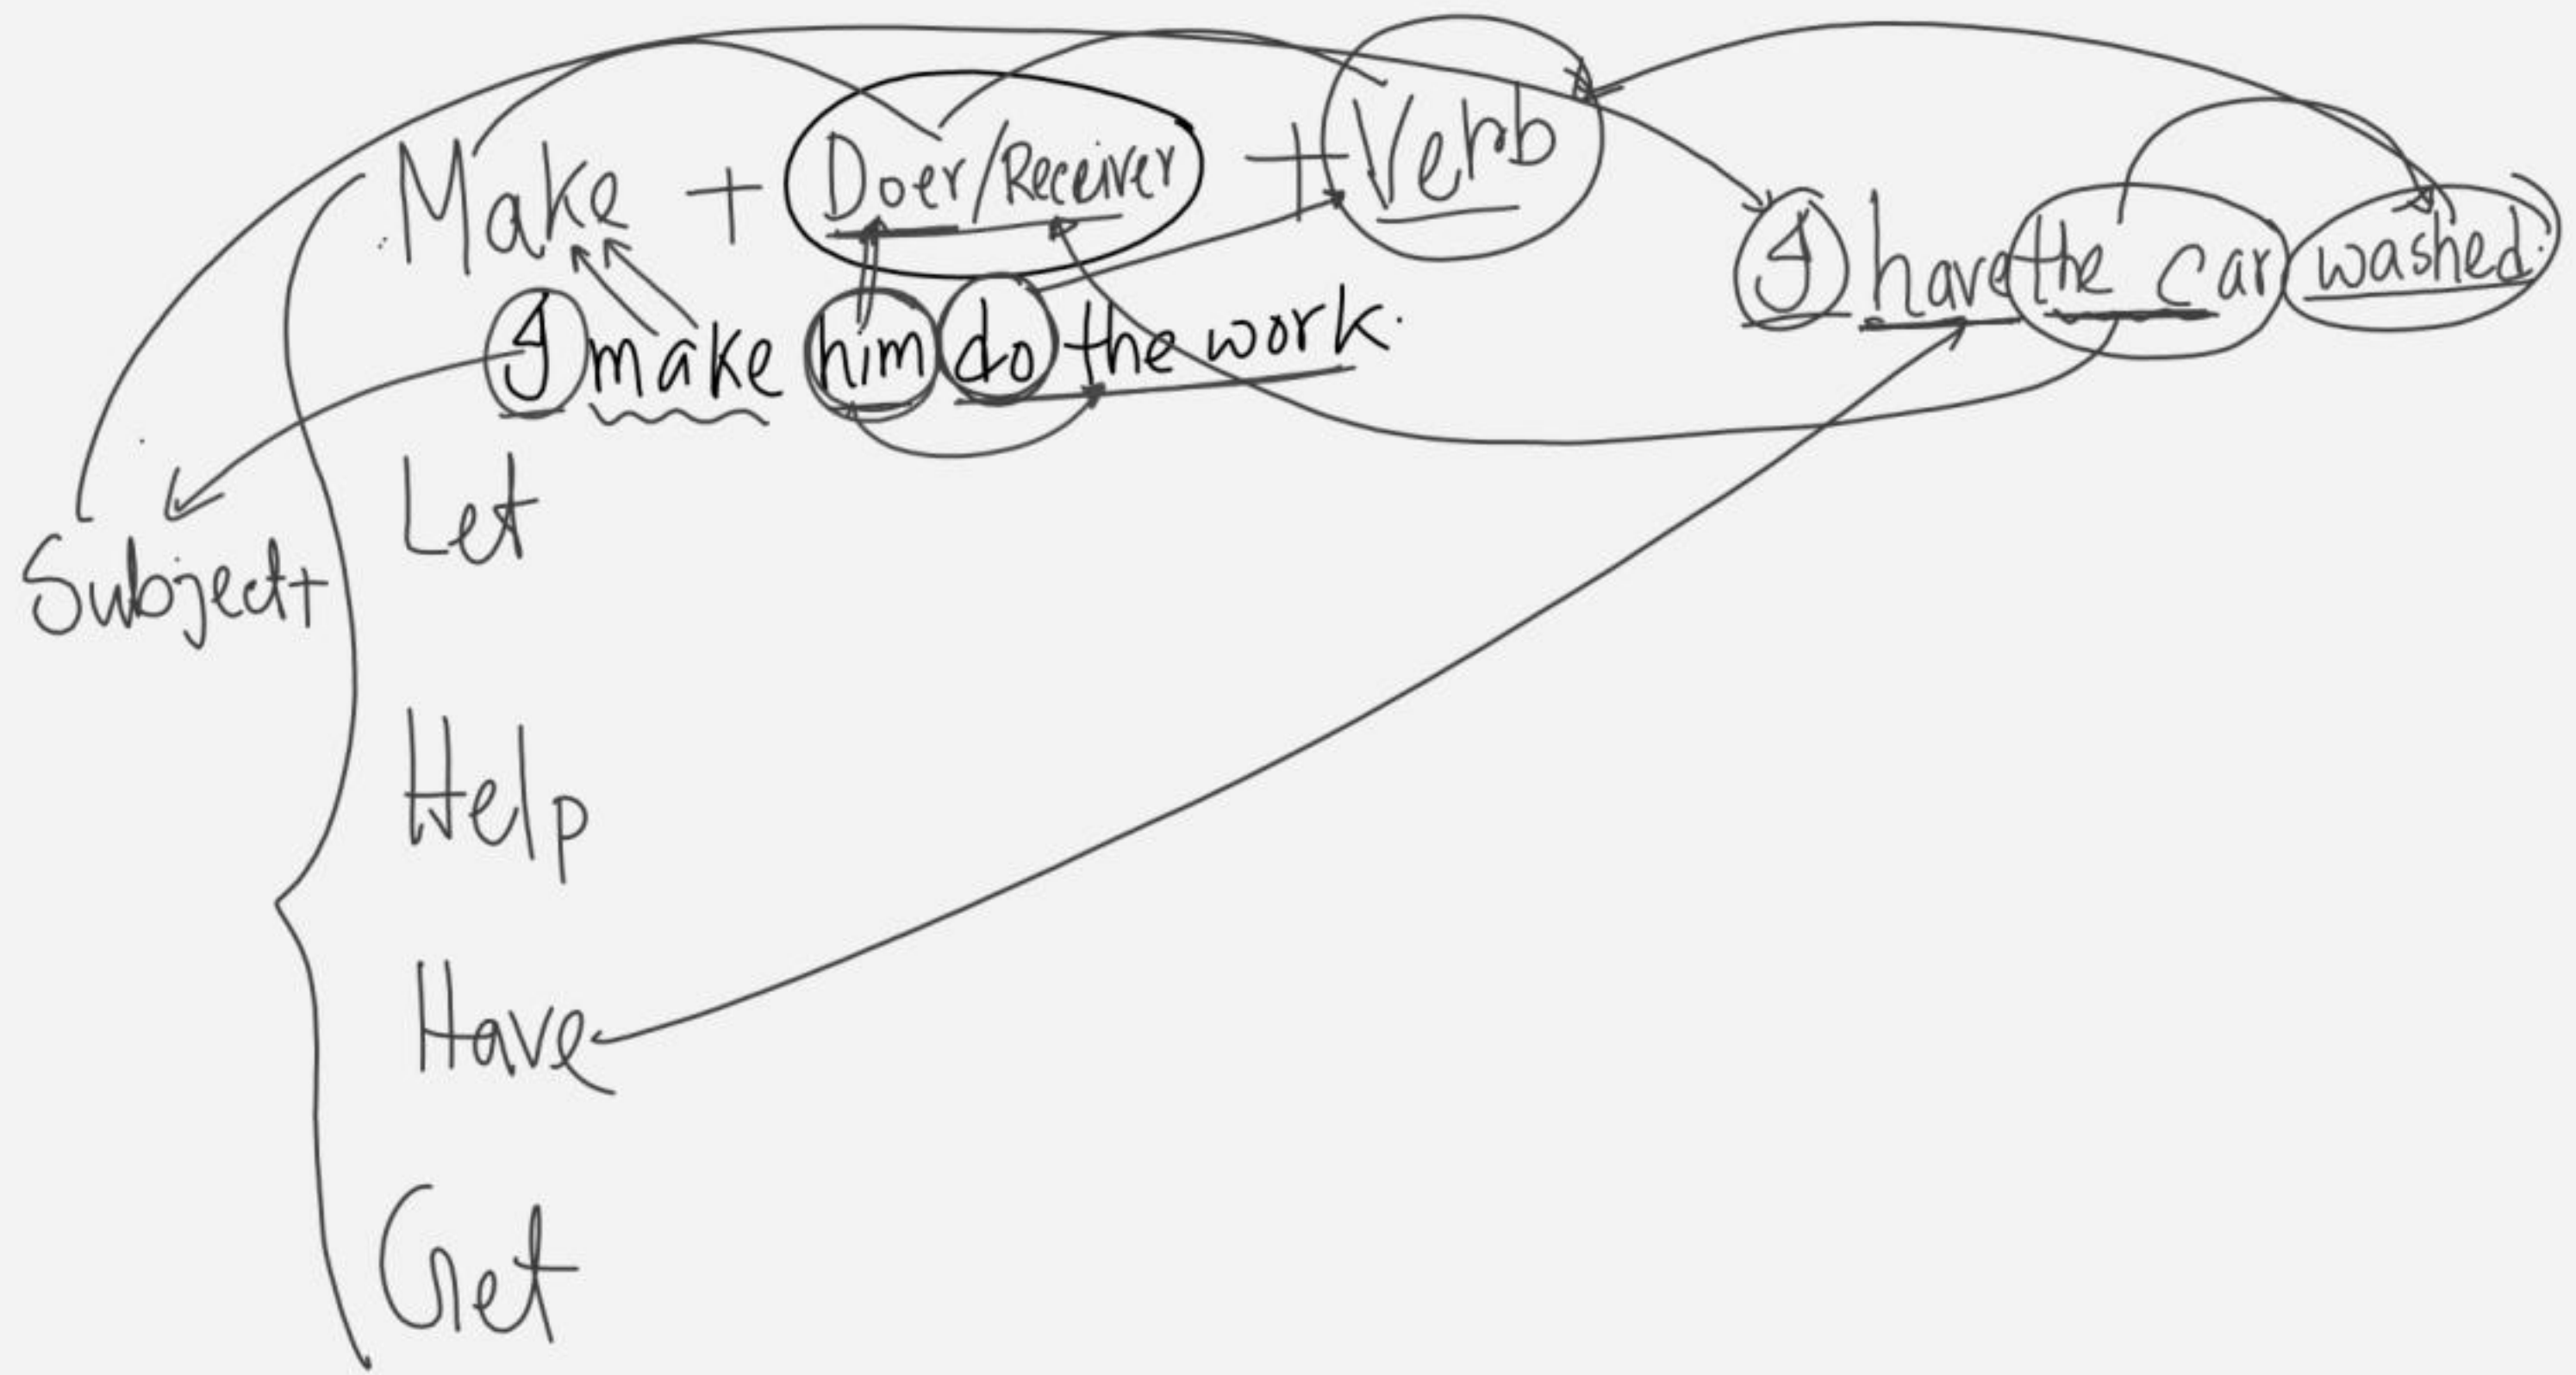 Make + Doer/Receiver + Verb
I make him do the work.
I have the car washed.
Let
Subject+
Help
Have
Get